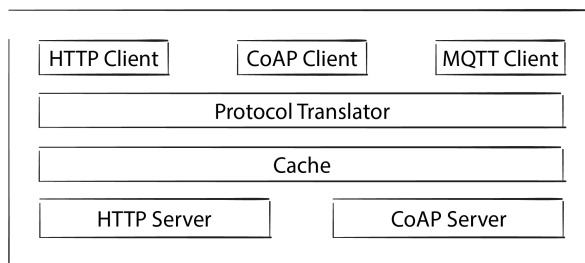 HTTP Client CoAP Client MQTT Client
Protocol Translator
Cache
HTTP Server CoAP Server